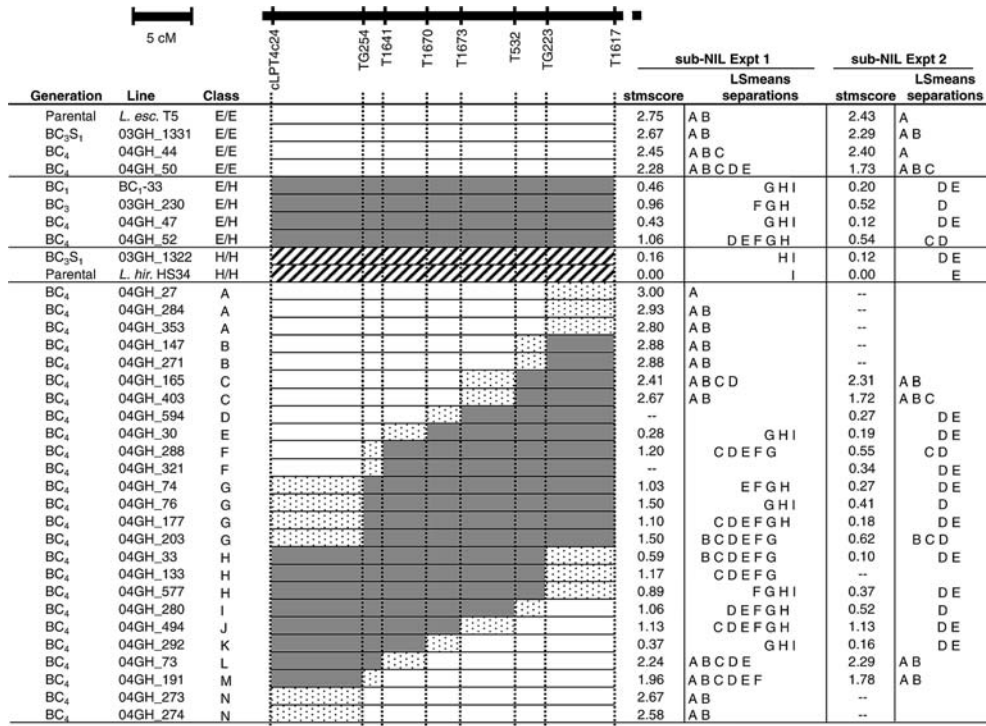 5 cM
cLPT4c24 TG254 T1641 T1670 T1673 T532 TG223 T1617
sub-NIL Expt 1 sub-NIL Expt 2
LSmeans LSmeans
Generation Line Class stmscore separations stmscore separations
Parental L. esc. T5 E/E 2.75 A B 2.43 A
BC3S1 03GH_1331 E/E 2.67 A B 2.29 A B
BC4 04GH_44 E/E 2.45 A B C 2.40 A
BC4 04GH_50 E/E 2.28 A B C D E 1.73 A B C
BC1 BC1-33 E/H 0.46 G H I 0.20 D E
BC3 03GH_230 E/H 0.96 F G H 0.52 D
BC4 04GH_47 E/H 0.43 G H I 0.12 D E
BC4 04GH_52 E/H 1.06 D E F G H 0.54 C D
BC3S1 03GH_1322 H/H 0.16 H I 0.12 D E
Parental L. hir. HS34 H/H 0.00 I 0.00 E
BC4 04GH_27 A 3.00 A --
BC4 04GH_284 A 2.93 A B --
BC4 04GH_353 A 2.80 A B --
BC4 04GH_147 B 2.88 A B --
BC4 04GH_271 B 2.88 A B --
BC4 04GH_165 C 2.41 A B C D 2.31 A B
BC4 04GH_403 C 2.67 A B 1.72 A B C
BC4 04GH_594 D -- 0.27 D E
BC4 04GH_30 E 0.28 G H I 0.19 D E
BC4 04GH_288 F 1.20 C D E F G 0.55 C D
BC4 04GH_321 F -- 0.34 D E
BC4 04GH_74 G 1.03 E F G H 0.27 D E
BC4 04GH_76 G 1.50 G H I 0.41 D
BC4 04GH_177 G 1.10 C D E F G H 0.18 D E
BC4 04GH_203 G 1.50 B C D E F G 0.62 B C D
BC4 04GH_33 H 0.59 B C D E F G 0.10 D E
BC4 04GH_133 H 1.17 C D E F G --
BC4 04GH_577 H 0.89 F G H I 0.37 D E
BC4 04GH_280 I 1.06 D E F G H 0.52 D
BC4 04GH_494 J 1.13 C D E F G H 1.13 D E
BC4 04GH_292 K 0.37 G H I 0.16 D E
BC4 04GH_73 L 2.24 A B C D E 2.29 A B
BC4 04GH_191 M 1.96 A B C D E F 1.78 A B
BC4 04GH_273 N 2.67 A B --
BC4 04GH_274 N 2.58 A B --